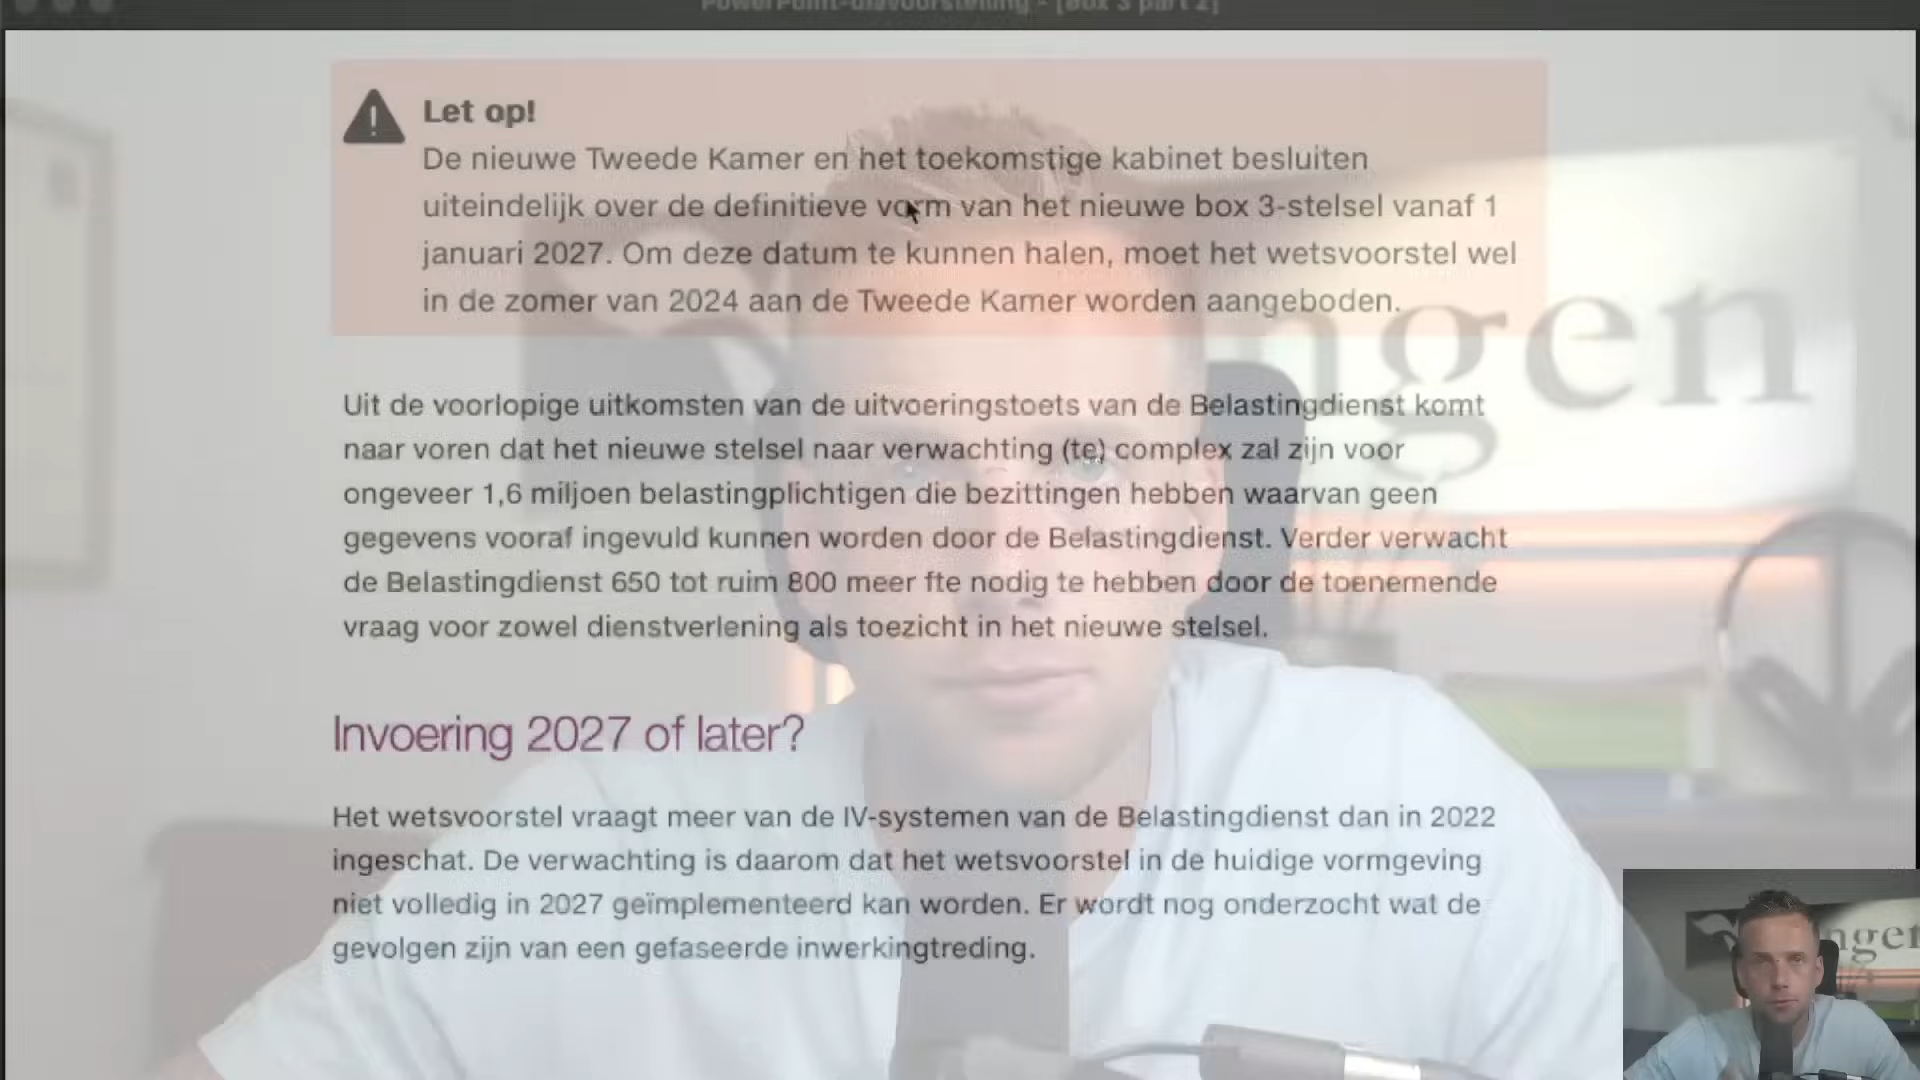 PowerPoint-diavoorstelling - [Box 3 part 2]
Let op!
De nieuwe Tweede Kamer en het toekomstige kabinet besluiten
uiteindelijk over de definitieve vorm van het nieuwe box 3-stelsel vanaf 1
januari 2027. Om deze datum te kunnen halen, moet het wetsvoorstel wel
in de zomer van 2024 aan de Tweede Kamer worden aangeboden.
ngen
Uit de voorlopige uitkomsten van de uitvoeringstoets van de Belastingdienst komt
naar voren dat het nieuwe stelsel naar verwachting (te) complex zal zijn voor
ongeveer 1,6 miljoen belastingplichtigen die bezittingen hebben waarvan geen
gegevens vooraf ingevuld kunnen worden door de Belastingdienst. Verder verwacht
de Belastingdienst 650 tot ruim 800 meer fte nodig te hebben door de toenemende
vraag voor zowel dienstverlening als toezicht in het nieuwe stelsel.
Invoering 2027 of later?
Het wetsvoorstel vraagt meer van de IV-systemen van de Belastingdienst dan in 2022
ingeschat. De verwachting is daarom dat het wetsvoorstel in de huidige vormgeving
niet volledig in 2027 geïmplementeerd kan worden. Er wordt nog onderzocht wat de
gevolgen zijn van een gefaseerde inwerkingtreding.
ngen